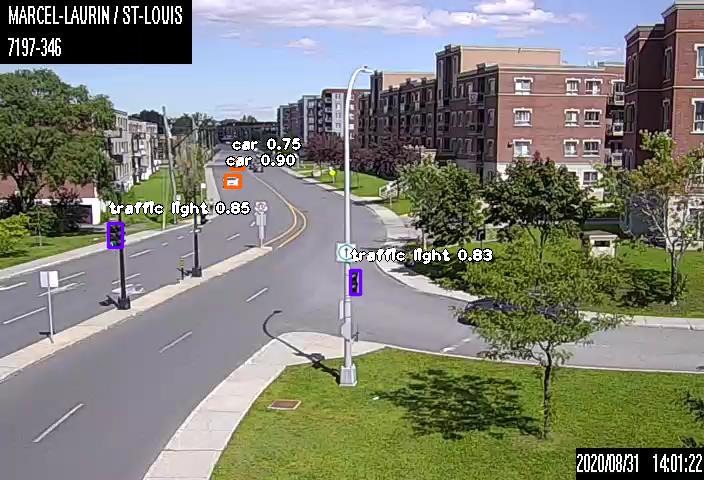 MARCEL-LAURIN / ST-LOUIS
7197-346
car 0.75
car 0.90
traffic light 0.85
traffic light 0.83
2020/08/31 14:01:22